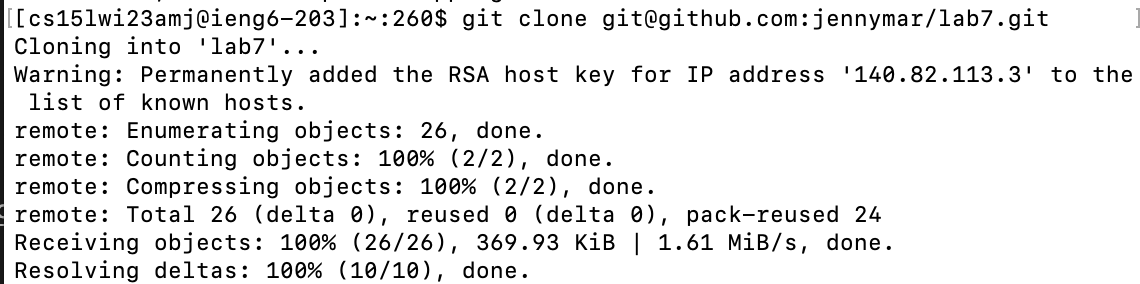 [[cs15lwi23amj@ieng6-203]:~:260$ git clone git@github.com:jennymar/lab7.git ]
Cloning into 'lab7'...
Warning: Permanently added the RSA host key for IP address '140.82.113.3' to the
 list of known hosts.
remote: Enumerating objects: 26, done.
remote: Counting objects: 100% (2/2), done.
remote: Compressing objects: 100% (2/2), done.
remote: Total 26 (delta 0), reused 0 (delta 0), pack-reused 24
Receiving objects: 100% (26/26), 369.93 KiB | 1.61 MiB/s, done.
Resolving deltas: 100% (10/10), done.